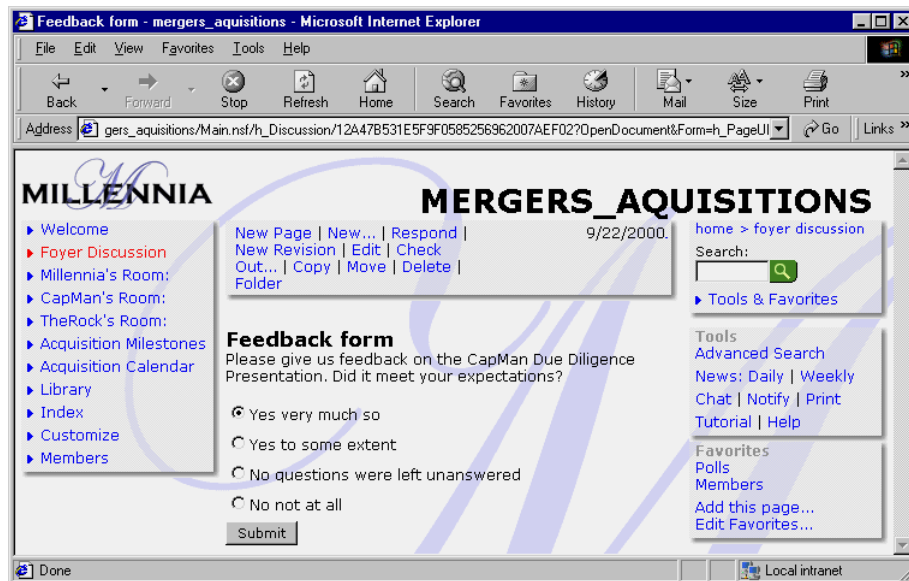 Feedback form - mergers_aquisitions - Microsoft Internet Explorer
File Edit View Favorites Tools Help
Back Forward Stop Refresh Home Search Favorites History Mail Size Print »
Address gers_aquisitions/Main.nsf/h_Discussion/12A47B531E5F9F0585256962007AEF02?OpenDocument&Form=h_PageUI Go Links »
MILLENNIA
MERGERS_AQUISITIONS
Welcome
Foyer Discussion
Millennia's Room:
CapMan's Room:
TheRock's Room:
Acquisition Milestones
Acquisition Calendar
Library
Index
Customize
Members
New Page | New... | Respond |
New Revision | Edit | Check
Out... | Copy | Move | Delete |
Folder
9/22/2000.
Feedback form
Please give us feedback on the CapMan Due Diligence
Presentation. Did it meet your expectations?
Yes very much so
Yes to some extent
No questions were left unanswered
No not at all
Submit
home > foyer discussion
Search:
Tools & Favorites
Tools
Advanced Search
News: Daily | Weekly
Chat | Notify | Print
Tutorial | Help
Favorites
Polls
Members
Add this page...
Edit Favorites...
Done
Local intranet